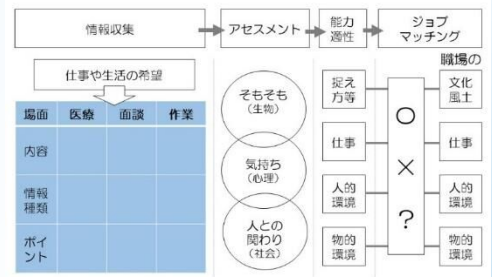 情報収集
アセスメント
能力
適性
ジョブ
マッチング
仕事や生活の希望
職場の
場面 医療 面談 作業
内容
情報
種類
ポイ
ント
そもそも
(生物)
気持ち
(心理)
人との
関わり
(社会)
捉え
方等
仕事
人的
環境
物的
環境
○
×
?
文化
風土
仕事
人的
環境
物的
環境